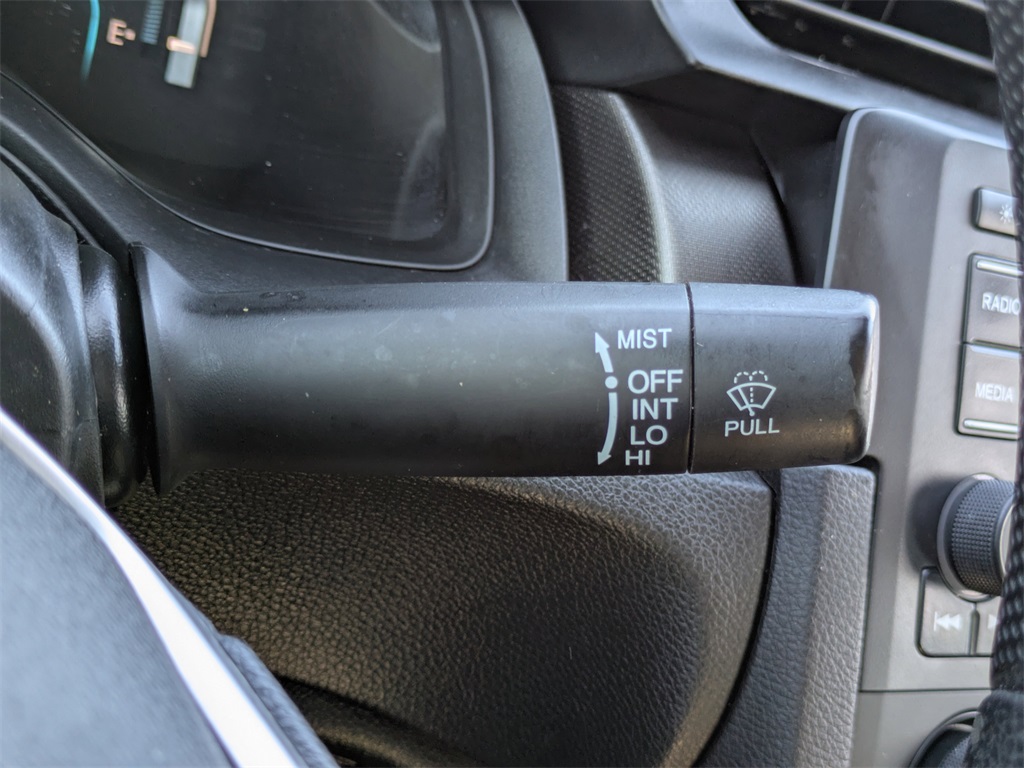 E
MIST
OFF
INT
LO
HI
PULL
RADIO
MEDIA